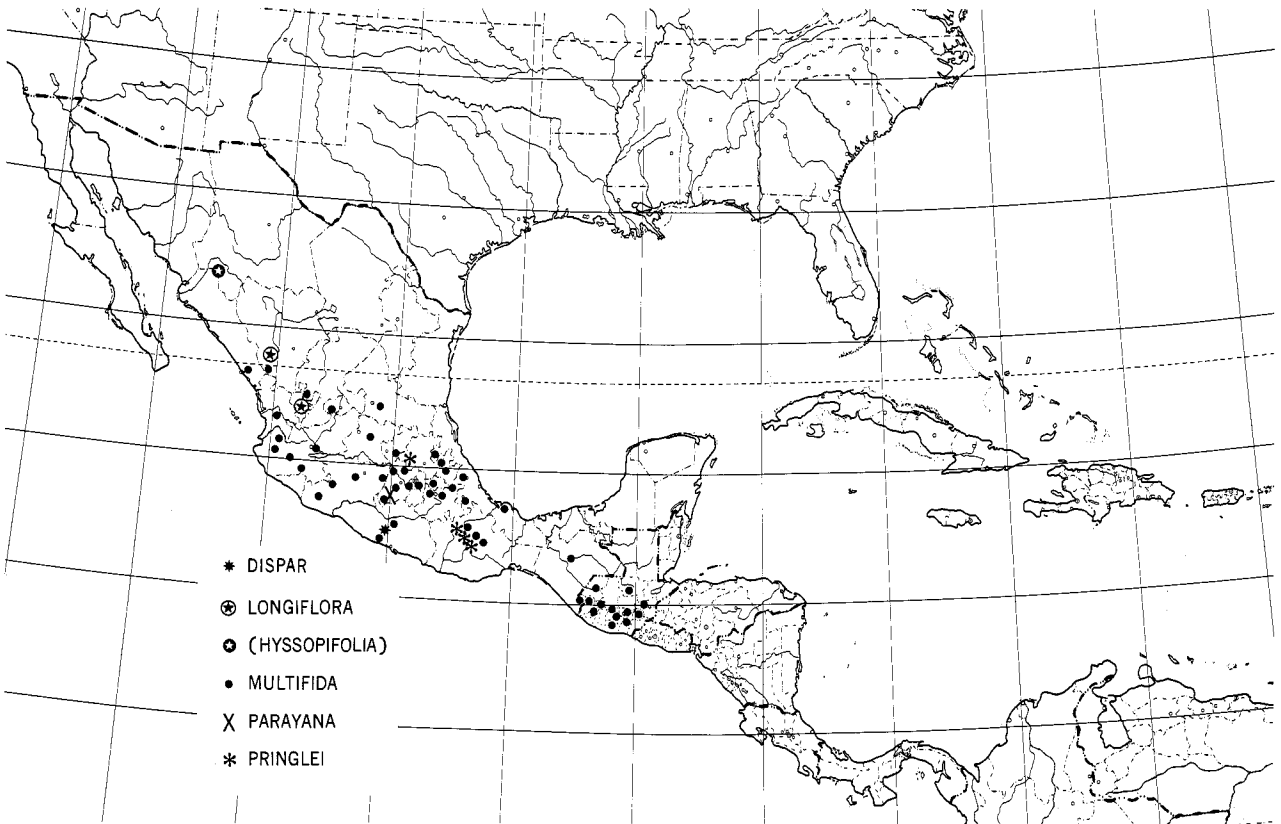 DISPAR
LONGIFLORA
(HYSSOPIFOLIA)
MULTIFIDA
PARAYANA
PRINGLEI